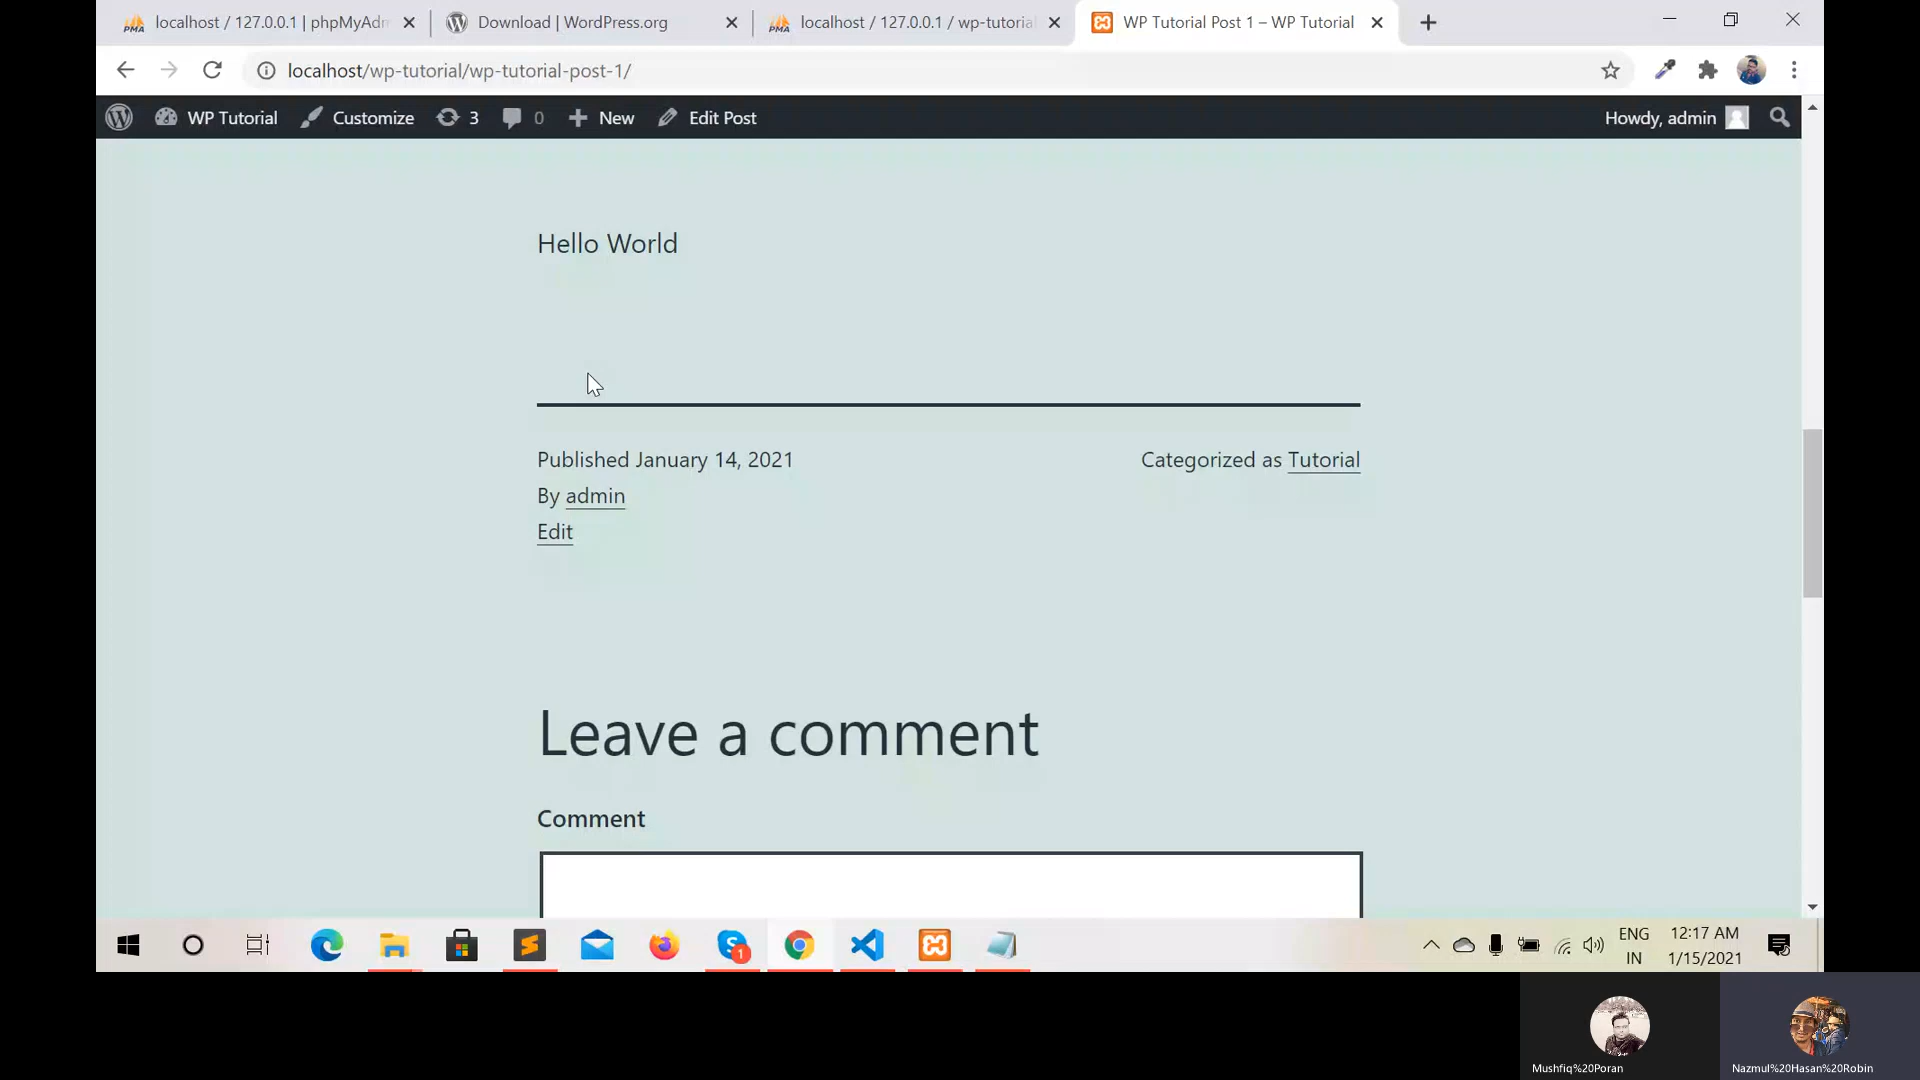 localhost / 127.0.0.1 | phpMyAdm
Download | WordPress.org
localhost / 127.0.0.1 / wp-tutorial
WP Tutorial Post 1 – WP Tutorial
localhost/wp-tutorial/wp-tutorial-post-1/
WP Tutorial
Customize
3
0
New
Edit Post
Howdy, admin
Hello World
Published January 14, 2021
Categorized as Tutorial
By admin
Edit
Leave a comment
Comment
1
ENG
IN
12:17 AM
1/15/2021
Mushfiq%20Poran
Nazmul%20Hasan%20Robin